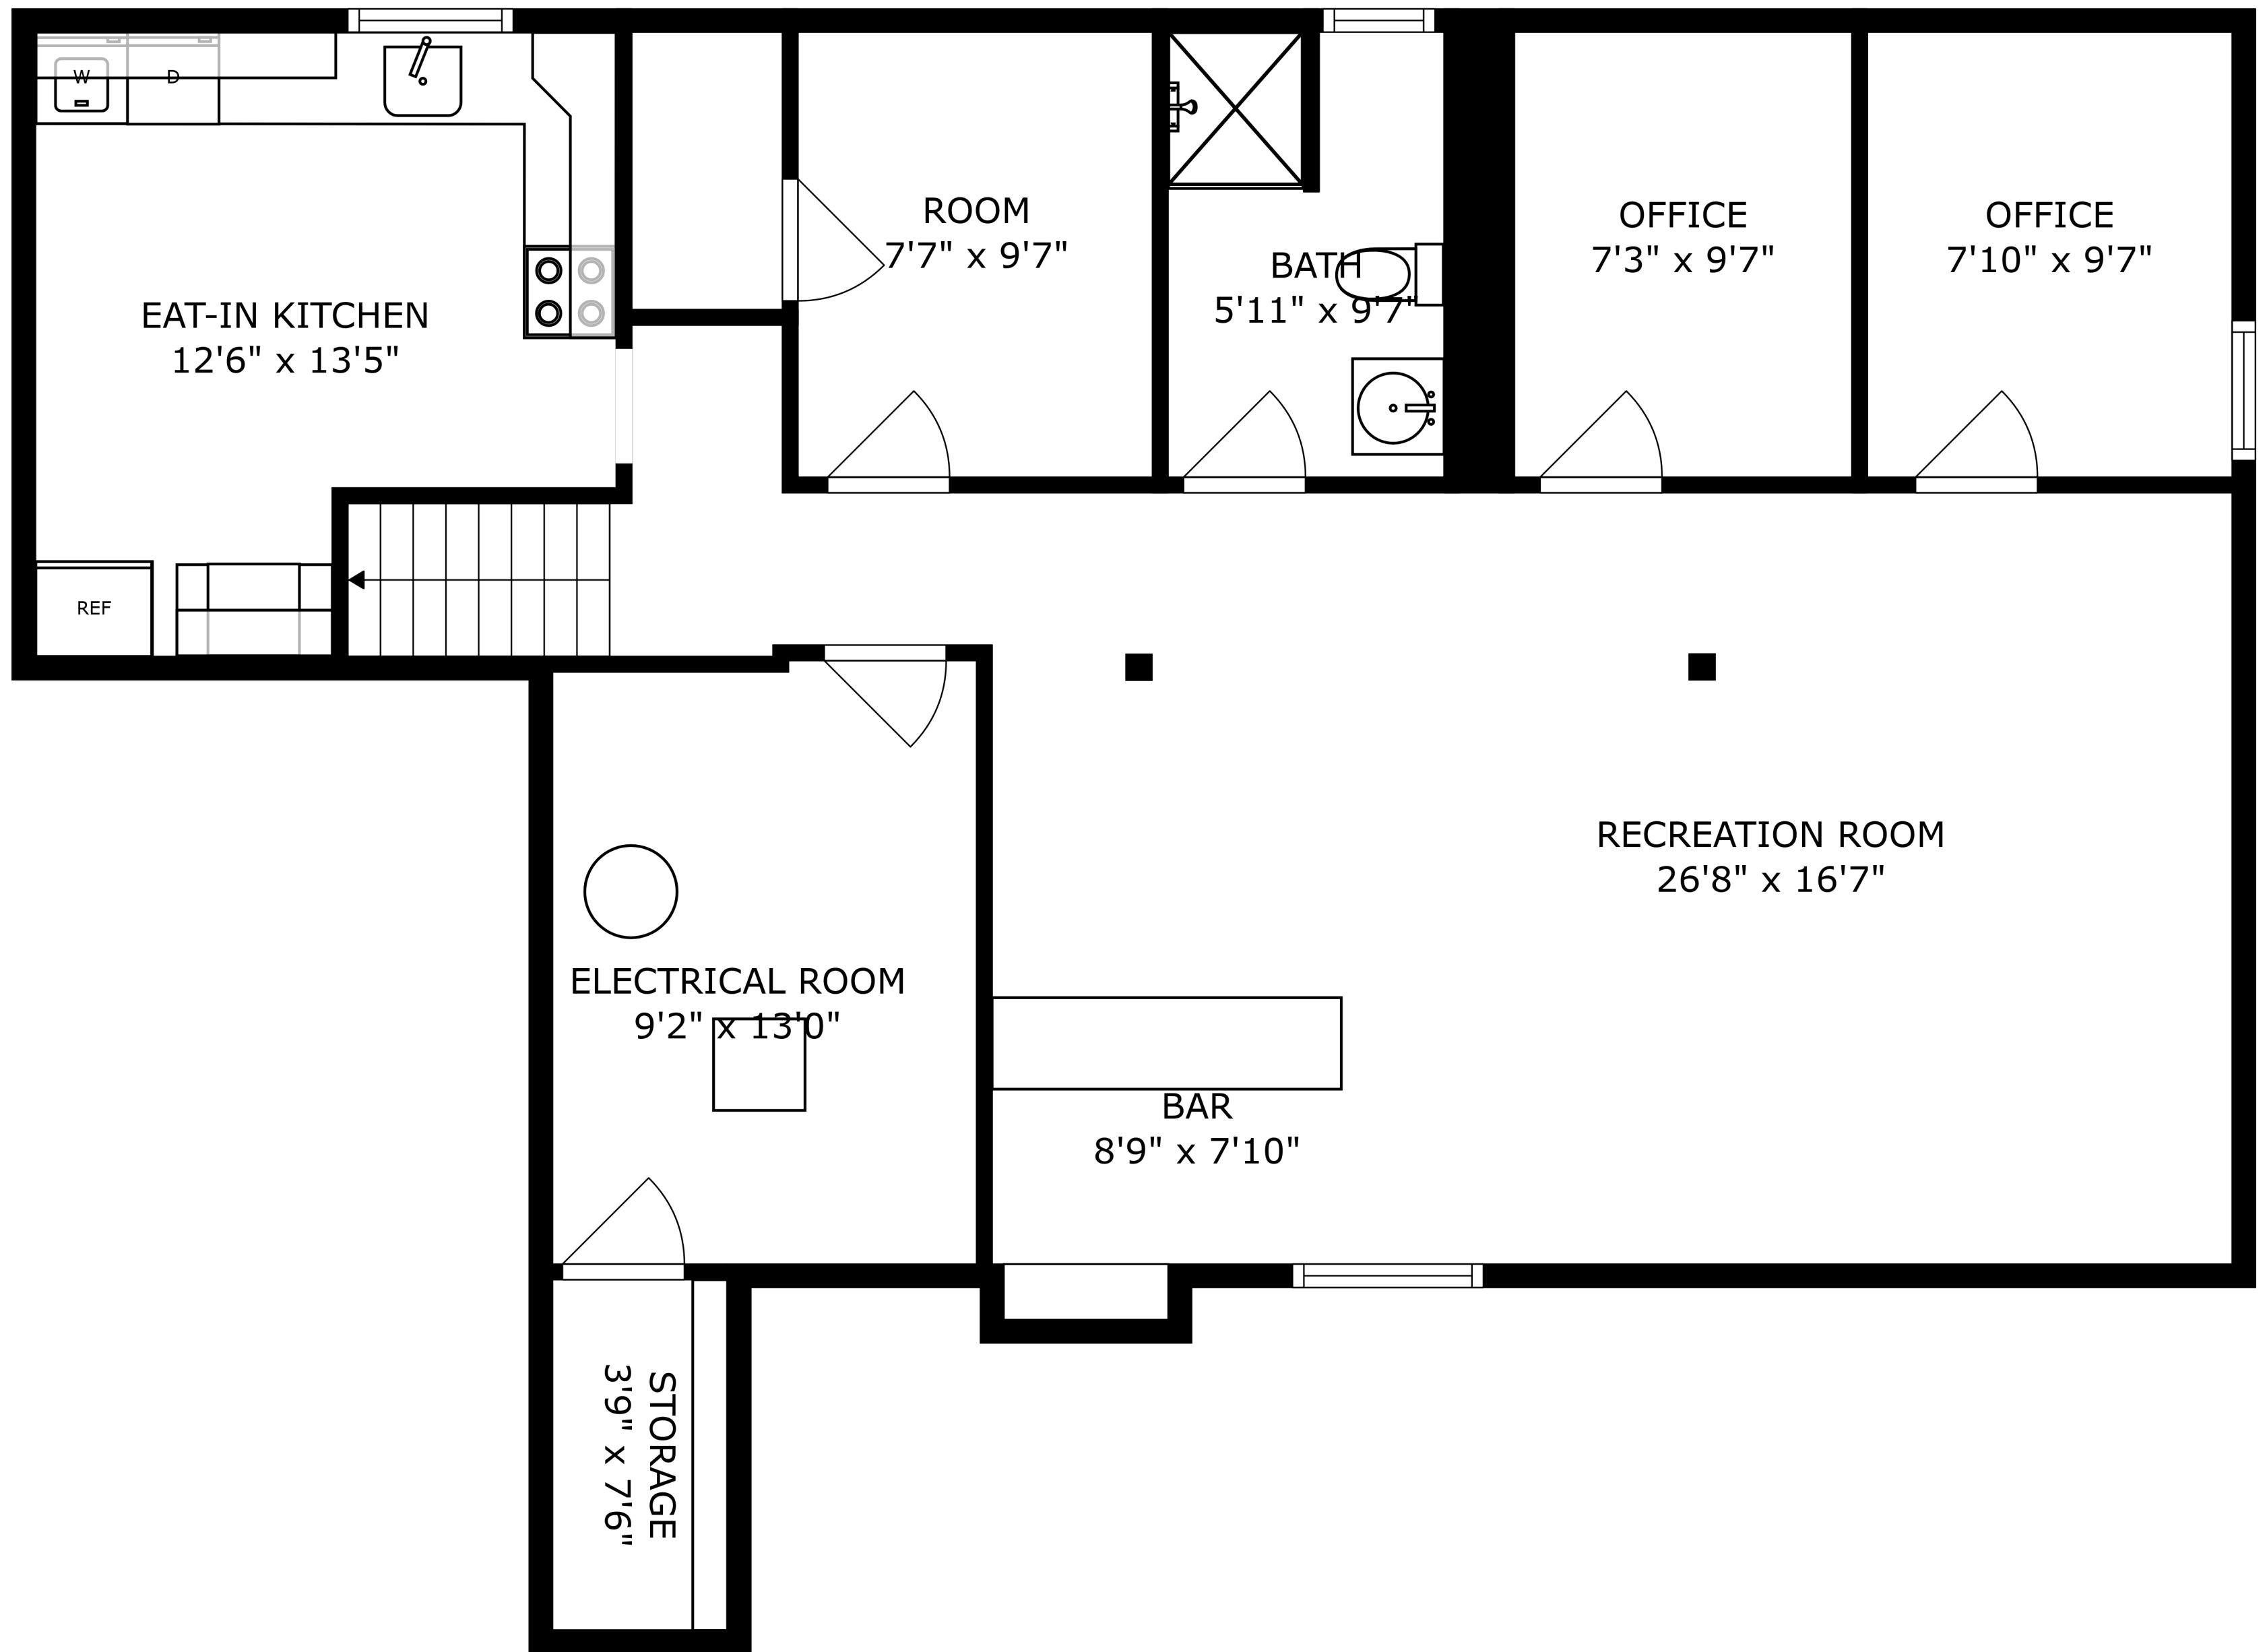 W
D
EAT-IN KITCHEN
12'6" x 13'5"
REF
ROOM
7'7" x 9'7"
BATH
5'11" x 9'7"
OFFICE
7'3" x 9'7"
OFFICE
7'10" x 9'7"
RECREATION ROOM
26'8" x 16'7"
ELECTRICAL ROOM
9'2" x 13'0"
BAR
8'9" x 7'10"
STORAGE
3'9" x 7'6"